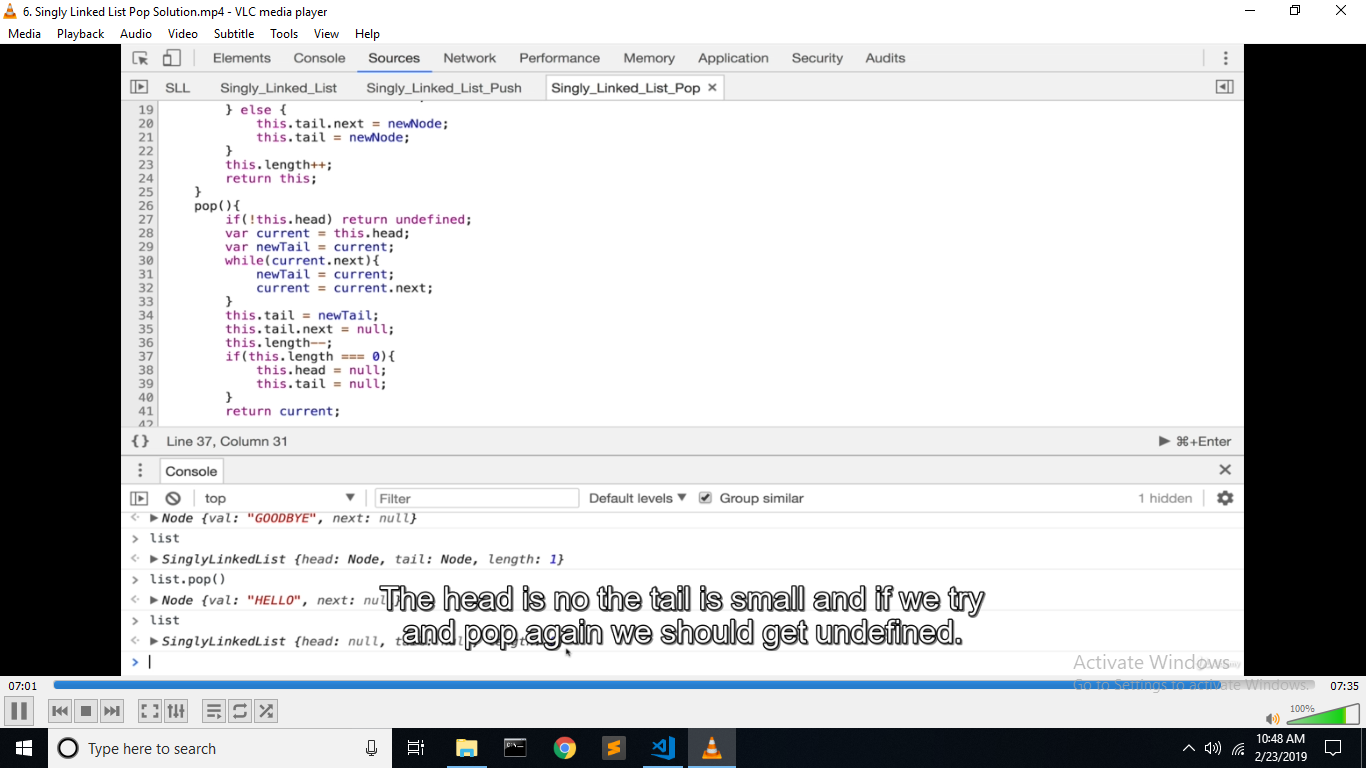 6. Singly Linked List Pop Solution.mp4 - VLC media player
Media Playback Audio Video Subtitle Tools View Help
Elements Console Sources Network Performance Memory Application Security Audits
SLL Singly_Linked_List Singly_Linked_List_Push Singly_Linked_List_Pop ×
19 } else {
20 this.tail.next = newNode;
21 this.tail = newNode;
22 }
23 this.length++;
24 return this;
25 }
26 pop(){
27 if(!this.head) return undefined;
28 var current = this.head;
29 var newTail = current;
30 while(current.next){
31 newTail = current;
32 current = current.next;
33 }
34 this.tail = newTail;
35 this.tail.next = null;
36 this.length--;
37 if(this.length === 0){
38 this.head = null;
39 this.tail = null;
40 }
41 return current;
42
{} Line 37, Column 31 ⌘+Enter
Console
top Filter Default levels Group similar 1 hidden
Node {val: "GOODBYE", next: null}
> list
SinglyLinkedList {head: Node, tail: Node, length: 1}
> list.pop()
Node {val: "HELLO", next: nul
> list
SinglyLinkedList {head: null,
>
The head is no the tail is small and if we try
and pop again we should get undefined.
Activate Windows
Go to Settings to activate Windows.
07:01 07:35
100%
Type here to search
10:48 AM
2/23/2019